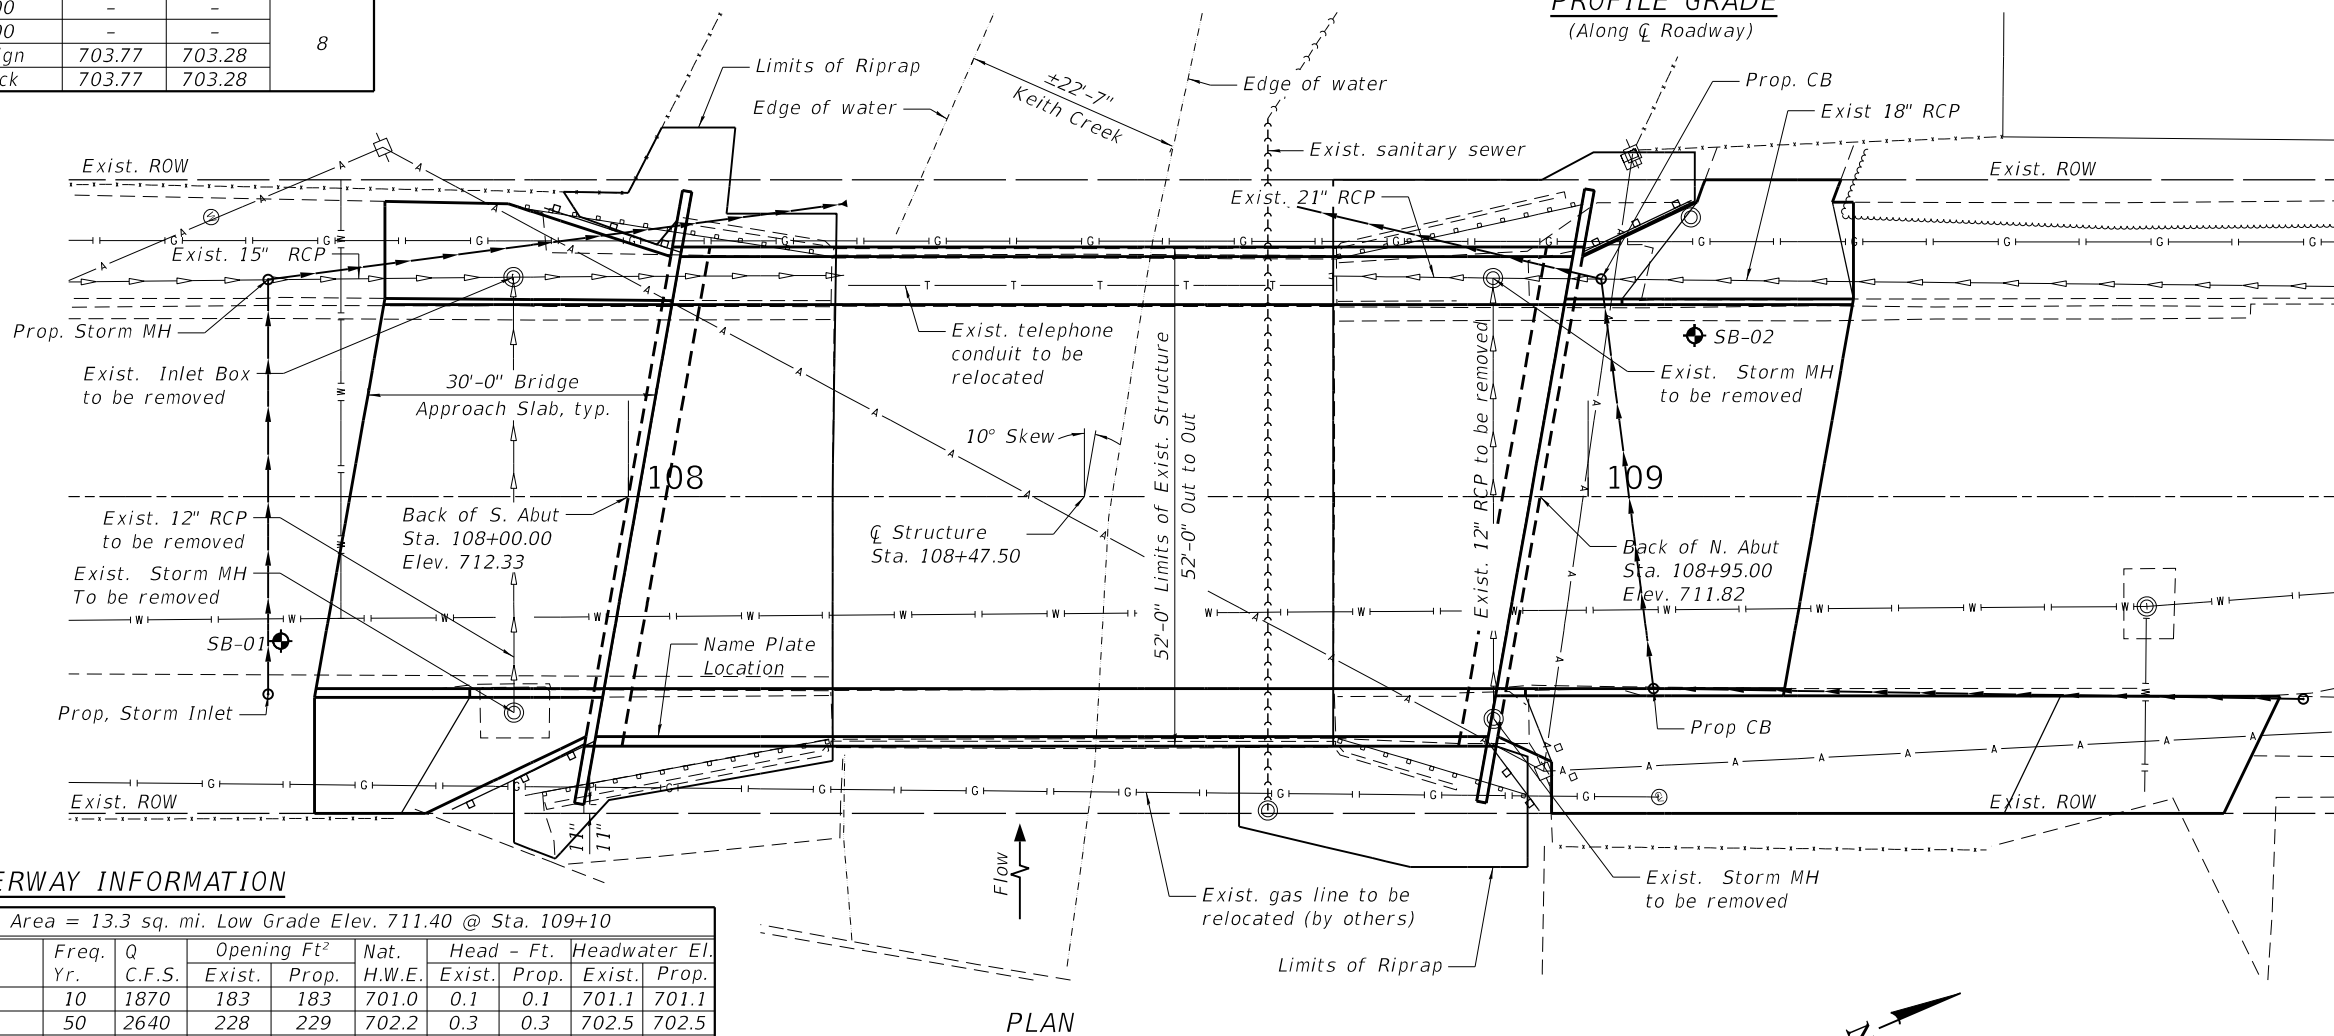 – –
– –
703.77 703.28
703.77 703.28
8
(Along ℄ Roadway)
Limits of Riprap
Edge of water
±22'-7"
Keith Creek
Edge of water
Prop. CB
Exist 18" RCP
Exist. ROW
Exist. sanitary sewer
Exist. ROW
Exist. 21" RCP
Exist. 15" RCP
Prop. Storm MH
Exist. telephone
conduit to be
relocated
SB-02
Exist. Inlet Box
to be removed
30'-0" Bridge
Approach Slab, typ.
Exist. Storm MH
to be removed
10° Skew
52'-0" Limits of Exist. Structure
52'-0" Out to Out
Exist. 12" RCP to be removed
108
109
Exist. 12" RCP
to be removed
Back of S. Abut
Sta. 108+00.00
Elev. 712.33
℄ Structure
Sta. 108+47.50
Back of N. Abut
Sta. 108+95.00
Elev. 711.82
Exist. Storm MH
To be removed
SB-01
Name Plate
Location
Prop, Storm Inlet
Prop CB
Exist. ROW
Exist. ROW
11"
11"
Flow
Exist. gas line to be
relocated (by others)
Exist. Storm MH
to be removed
Limits of Riprap
INFORMATION
Area = 13.3 sq. mi. Low Grade Elev. 711.40 @ Sta. 109+10
Freq. Q Opening Ft² Nat. Head - Ft. Headwater El.
Yr. C.F.S. Exist. Prop. H.W.E. Exist. Prop. Exist. Prop.
10 1870 183 183 701.0 0.1 0.1 701.1 701.1
50 2640 228 229 702.2 0.3 0.3 702.5 702.5
PLAN